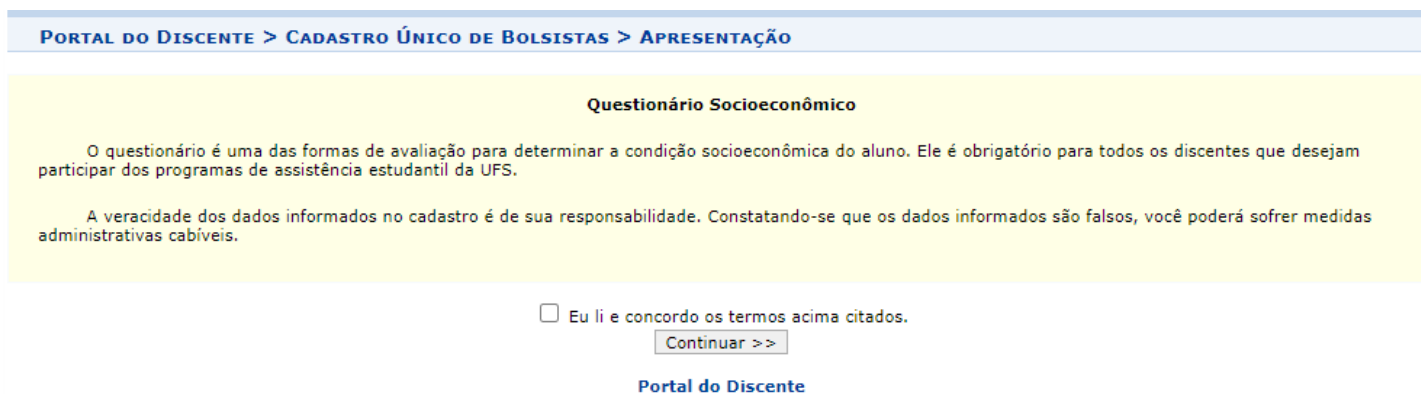 Portal do Discente > Cadastro Único de Bolsistas > Apresentação
Questionário Socioeconômico
O questionário é uma das formas de avaliação para determinar a condição socioeconômica do aluno. Ele é obrigatório para todos os discentes que desejam
participar dos programas de assistência estudantil da UFS.
A veracidade dos dados informados no cadastro é de sua responsabilidade. Constatando-se que os dados informados são falsos, você poderá sofrer medidas
administrativas cabíveis.
Eu li e concordo os termos acima citados.
Continuar >>
Portal do Discente